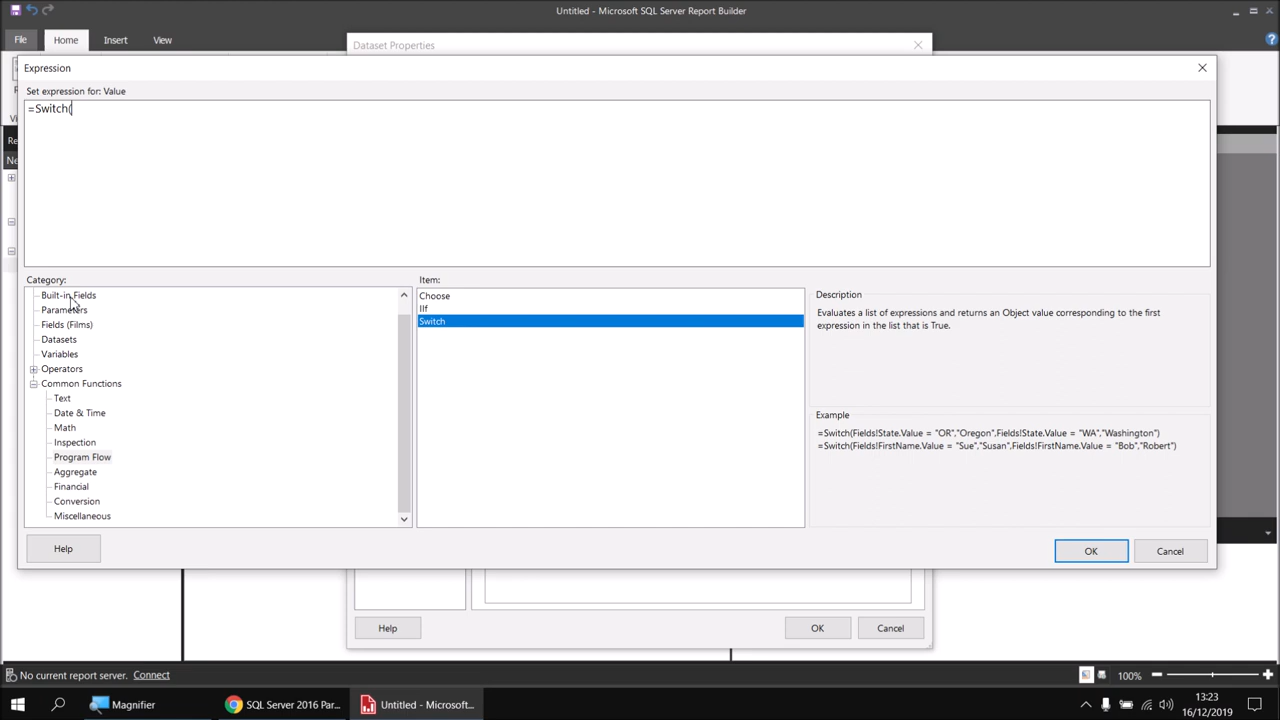 Untitled - Microsoft SQL Server Report Builder
File
Home
Insert
View
Dataset Properties
Expression
Set expression for: Value
=Switch(
Category:
Built-in Fields
Parameters
Fields (Films)
Datasets
Variables
Operators
Common Functions
Text
Date & Time
Math
Inspection
Program Flow
Aggregate
Financial
Conversion
Miscellaneous
Item:
Choose
IIf
Switch
Description
Evaluates a list of expressions and returns an Object value corresponding to the first
expression in the list that is True.
Example
=Switch(Fields!State.Value = "OR","Oregon",Fields!State.Value = "WA","Washington")
=Switch(Fields!FirstName.Value = "Sue","Susan",Fields!FirstName.Value = "Bob","Robert")
Help
OK
Cancel
Help
OK
Cancel
No current report server.
Connect
100%
Magnifier
SQL Server 2016 Par...
Untitled - Microsoft...
13:23
16/12/2019